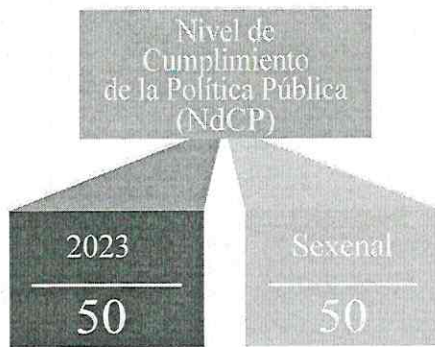 Nivel de
Cumplimiento
de la Política Pública
(NdCP)
2023
50
Sexenal
50